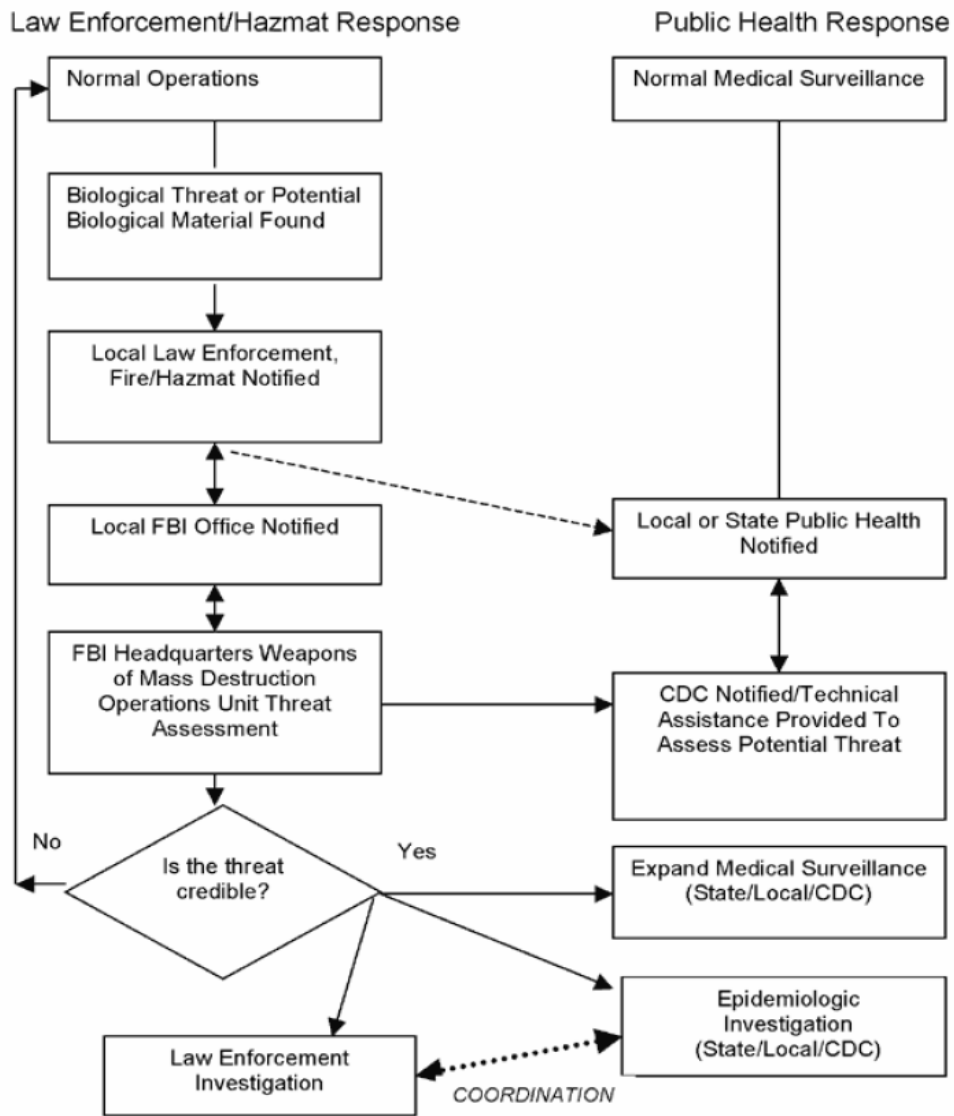 Law Enforcement/Hazmat Response
Public Health Response
Normal Operations
Normal Medical Surveillance
Biological Threat or Potential
Biological Material Found
Local Law Enforcement,
Fire/Hazmat Notified
Local FBI Office Notified
Local or State Public Health
Notified
FBI Headquarters Weapons
of Mass Destruction
Operations Unit Threat
Assessment
CDC Notified/Technical
Assistance Provided To
Assess Potential Threat
No
Is the threat
credible?
Yes
Expand Medical Surveillance
(State/Local/CDC)
Epidemiologic
Investigation
(State/Local/CDC)
Law Enforcement
Investigation
COORDINATION